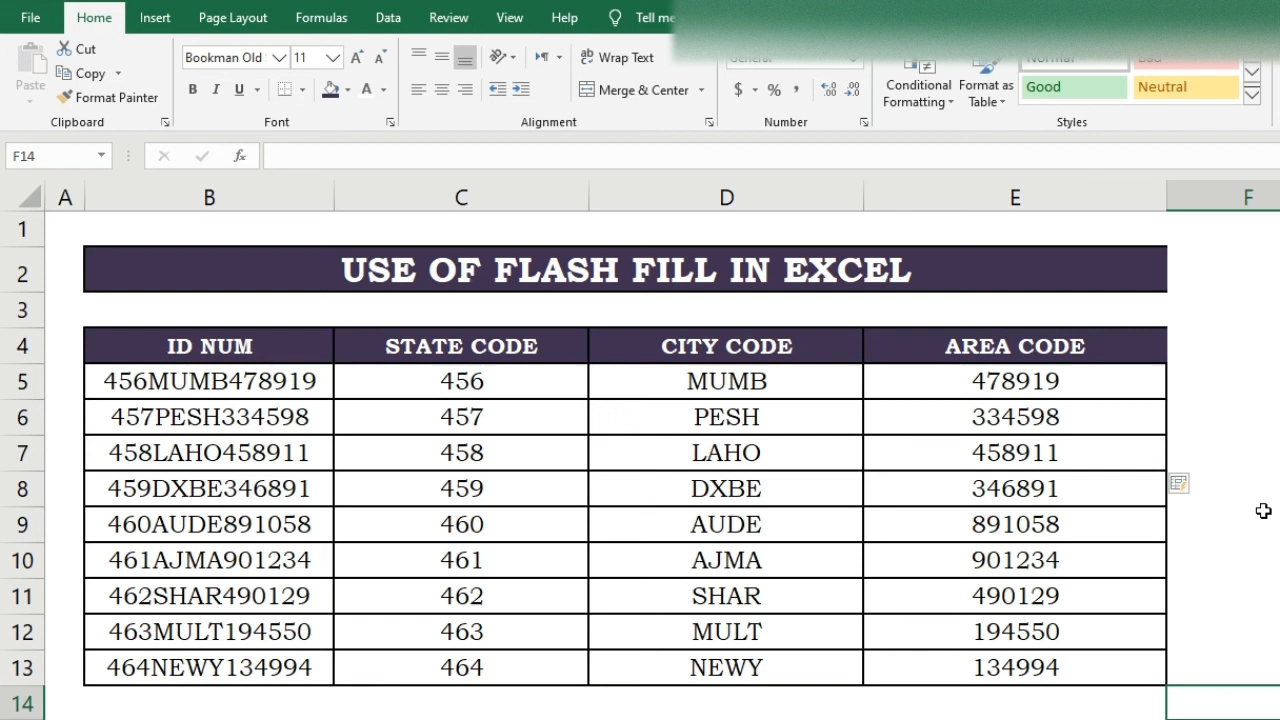 File Home Insert Page Layout Formulas Data Review View Help Tell me
Cut
Copy
Paste
Format Painter
Clipboard
Bookman Old 11
B I U A
Font
Wrap Text
Merge & Center
Alignment
General
$ % ,
Number
Conditional Formatting
Format as Table
Normal Bad
Good Neutral
Styles
F14 fx
A B C D E F
1
2 USE OF FLASH FILL IN EXCEL
3
4 ID NUM STATE CODE CITY CODE AREA CODE
5 456MUMB478919 456 MUMB 478919
6 457PESH334598 457 PESH 334598
7 458LAHO458911 458 LAHO 458911
8 459DXBE346891 459 DXBE 346891
9 460AUDE891058 460 AUDE 891058
10 461AJMA901234 461 AJMA 901234
11 462SHAR490129 462 SHAR 490129
12 463MULT194550 463 MULT 194550
13 464NEWY134994 464 NEWY 134994
14